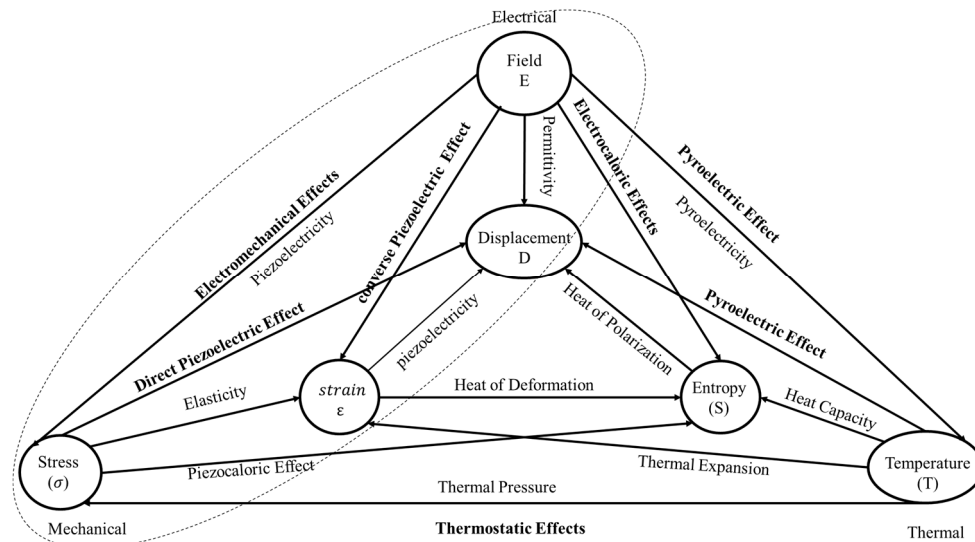 Electrical
Field
E
Electromechanical Effects
Piezoelectricity
converse Piezoelectric Effect
Permittivity
Electrocaloric Effects
Pyroelectric Effect
Pyroelectricity
Displacement
D
Direct Piezoelectric Effect
piezoelectricity
Heat of Polarization
Pyroelectric Effect
Elasticity
strain
ε
Heat of Deformation
Entropy
(S)
Heat Capacity
Stress
(σ)
Piezocaloric Effect
Thermal Expansion
Temperature
(T)
Thermal Pressure
Mechanical
Thermostatic Effects
Thermal